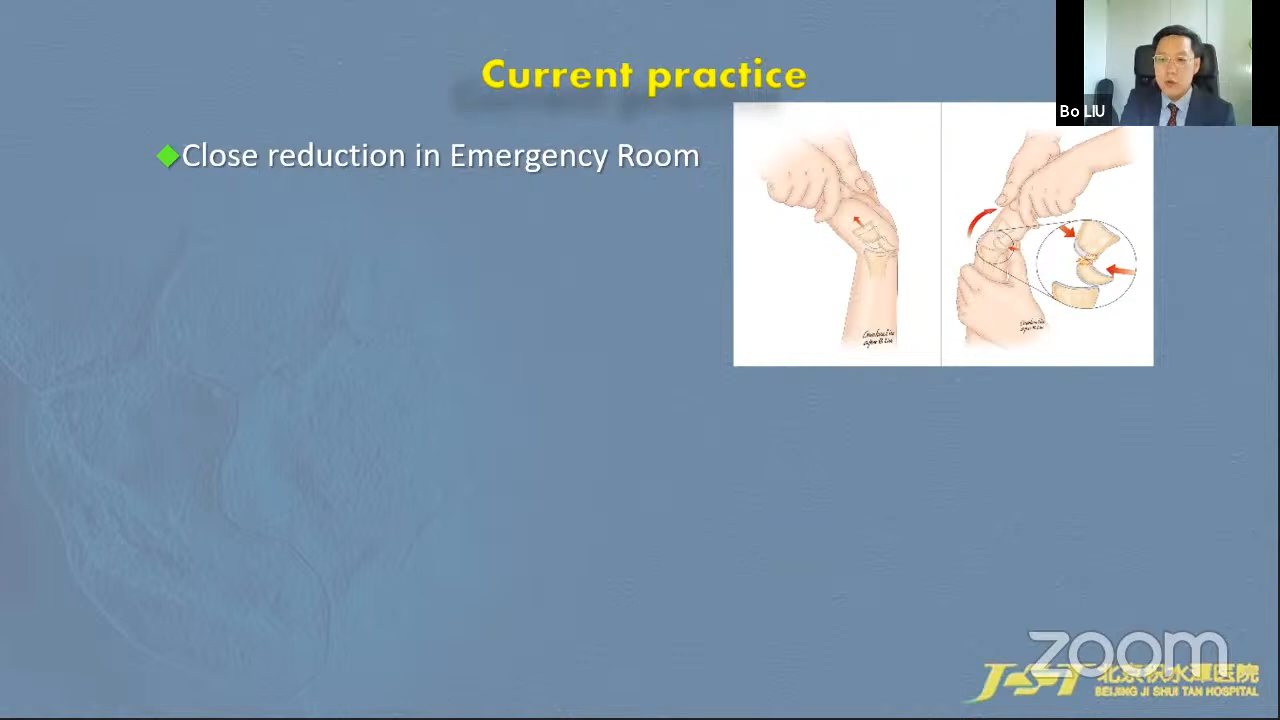 Current practice
Bo LIU
Close reduction in Emergency Room
zoom
JST
北京积水潭医院
BEIJING JI SHUI TAN HOSPITAL